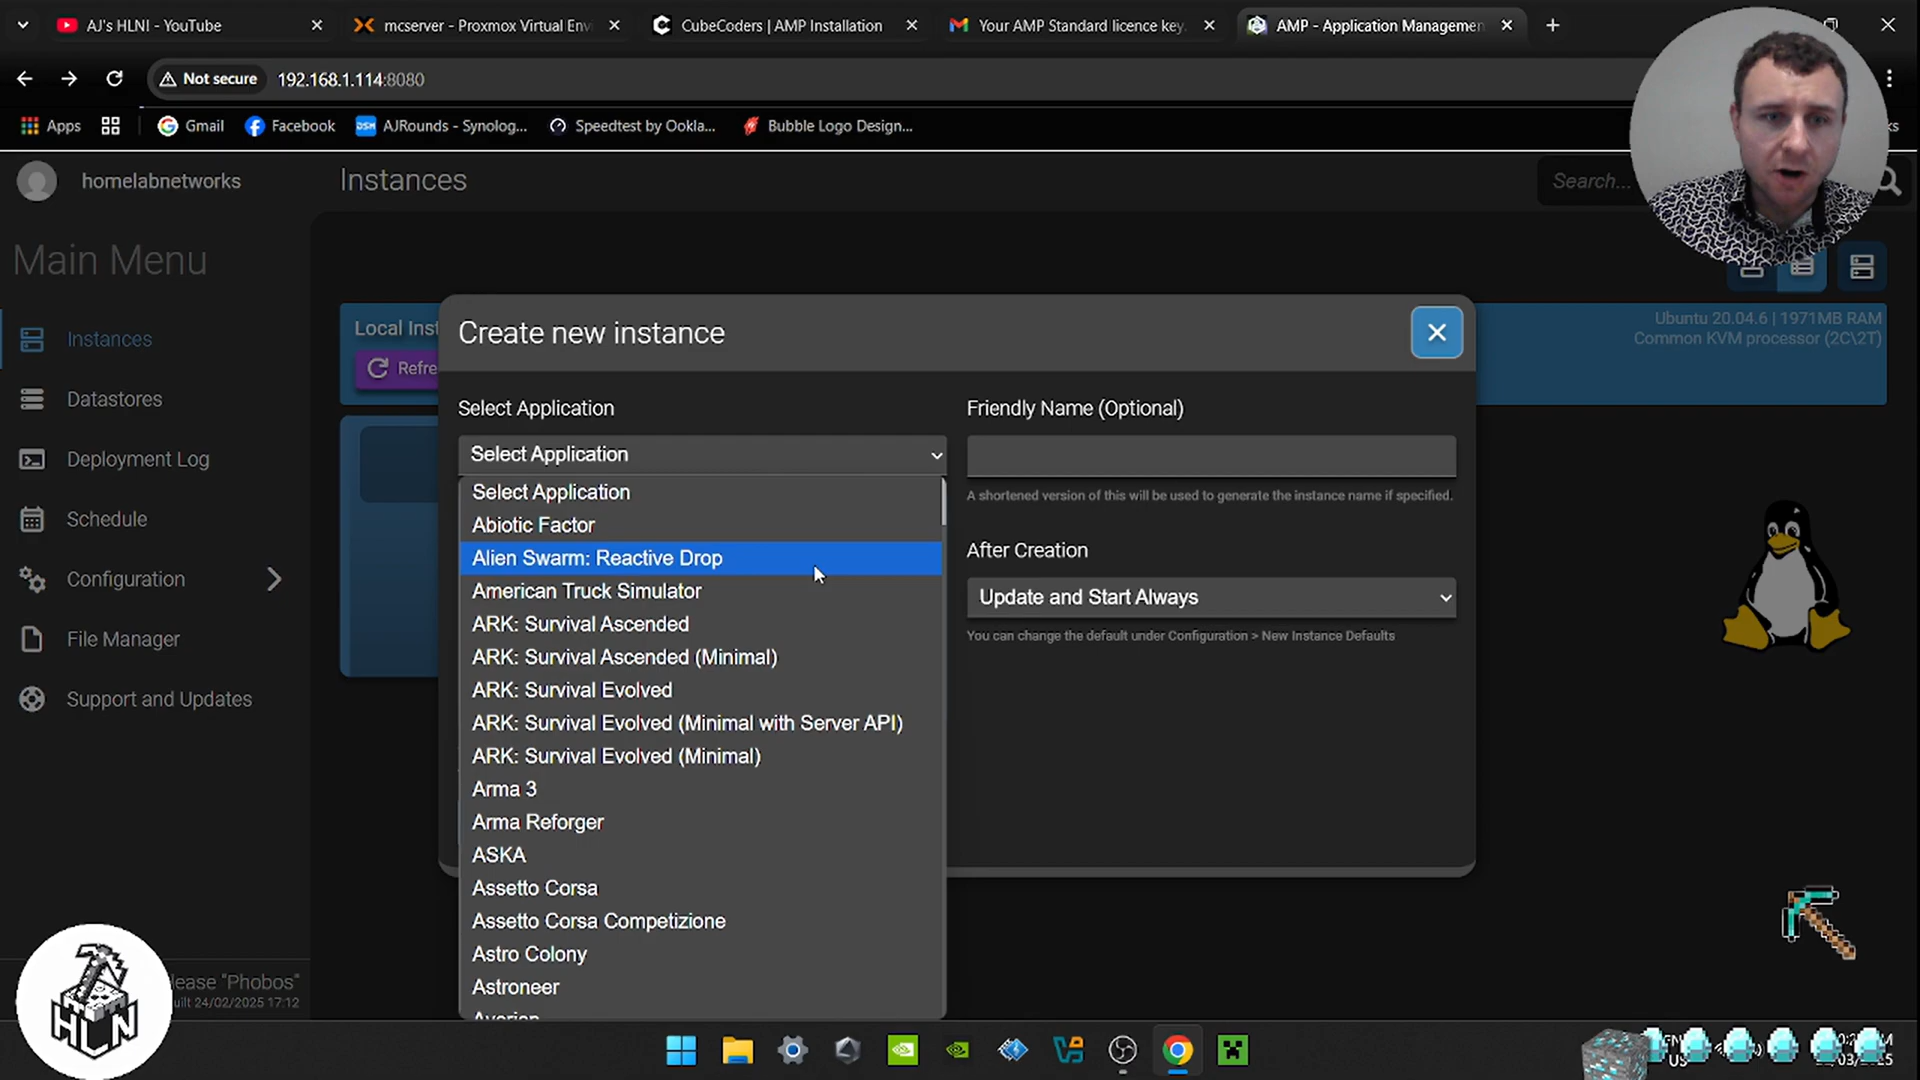 AJ's HLNI - YouTube
mcserver - Proxmox Virtual Env
CubeCoders | AMP Installation
Your AMP Standard licence key.
AMP - Application Managemen
Not secure
192.168.1.114:8080
Apps
Gmail
Facebook
DSM
AJRounds - Synolog...
Speedtest by Ookla...
Bubble Logo Design...
homelabnetworks
Instances
Search...
Main Menu
Instances
Datastores
Deployment Log
Schedule
Configuration
File Manager
Support and Updates
Local Inst
Refre
Ubuntu 20.04.6 | 1971MB RAM
Common KVM processor (2C\2T)
Create new instance
Select Application
Select Application
Select Application
Abiotic Factor
Alien Swarm: Reactive Drop
American Truck Simulator
ARK: Survival Ascended
ARK: Survival Ascended (Minimal)
ARK: Survival Evolved
ARK: Survival Evolved (Minimal with Server API)
ARK: Survival Evolved (Minimal)
Arma 3
Arma Reforger
ASKA
Assetto Corsa
Assetto Corsa Competizione
Astro Colony
Astroneer
Friendly Name (Optional)
A shortened version of this will be used to generate the instance name if specified.
After Creation
Update and Start Always
You can change the default under Configuration > New Instance Defaults
lease "Phobos"
uilt 24/02/2025 17:12
HLN